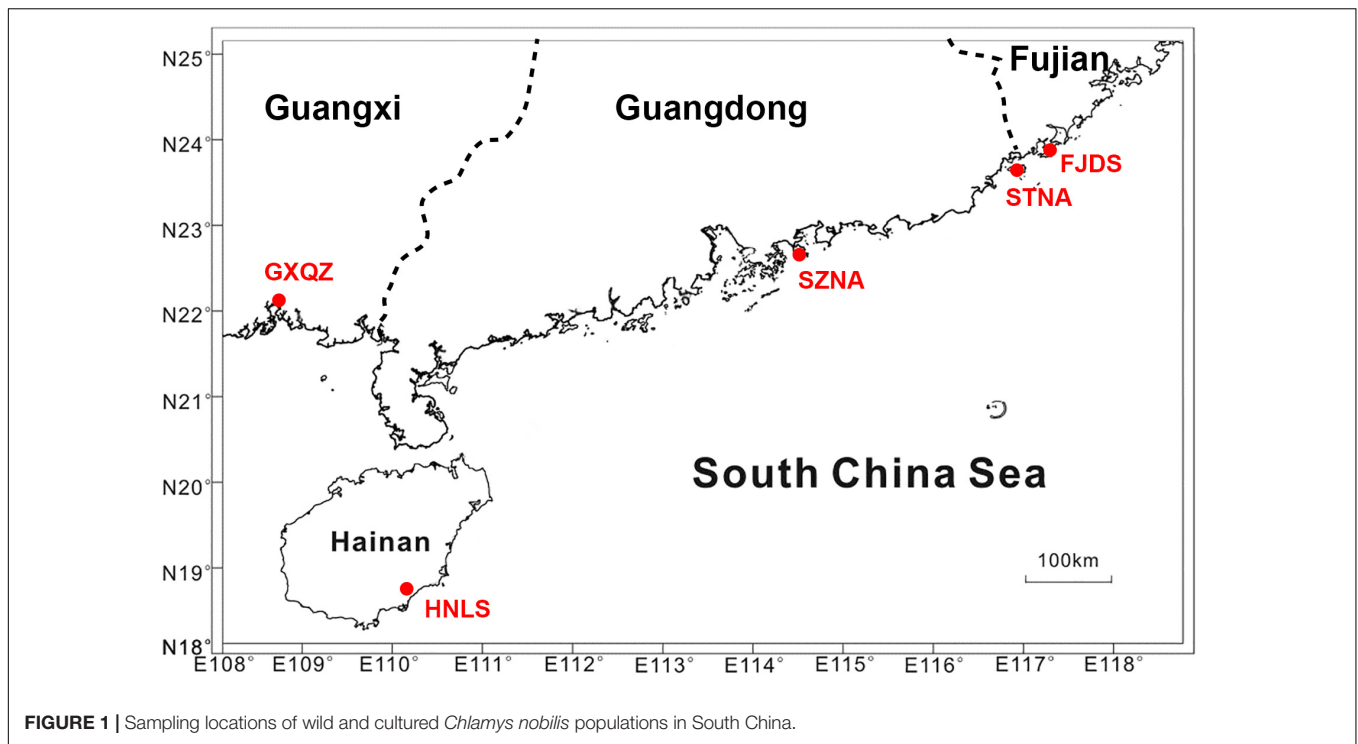 N25°
Fujian
Guangxi
Guangdong
N24°
FJDS
STNA
N23°
GXQZ
SZNA
N22°
N21°
South China Sea
N20°
Hainan
100km
N19°
HNLS
N18°
E108° E109° E110° E111° E112° E113° E114° E115° E116° E117° E118°
FIGURE 1 | Sampling locations of wild and cultured Chlamys nobilis populations in South China.